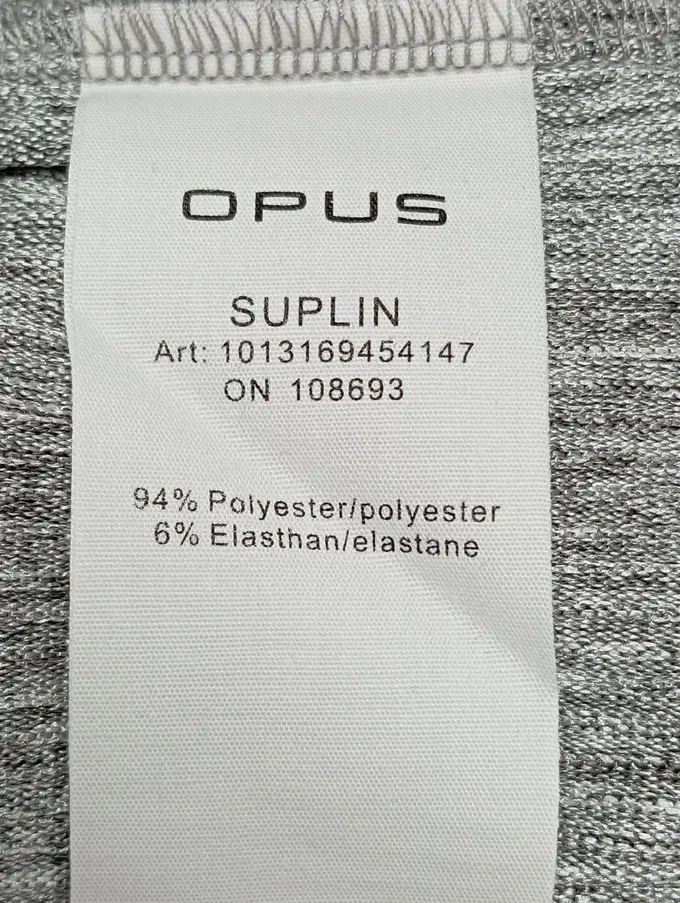 OPUS
SUPLIN
Art: 1013169454147
ON 108693
94% Polyester/polyester
6% Elasthan/elastane